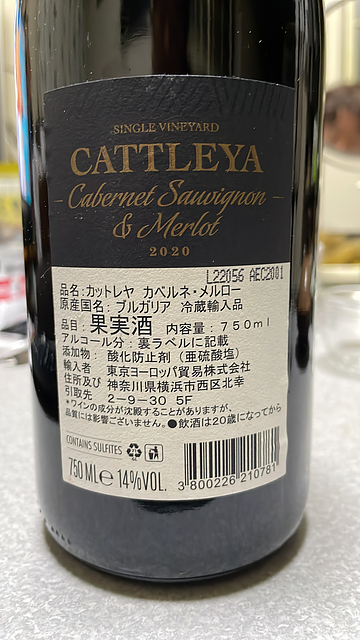 SINGLE VINEYARD
CATTLEYA
Cabernet Sauvignon
& Merlot
2020
L22056 AEC2001
品名:カットレヤ カベルネ・メルロー
原産国名:ブルガリア 冷蔵輸入品
品目:果実酒 内容量:750ml
アルコール分:裏ラベルに記載
添加物: 酸化防止剤(亜硫酸塩)
輸入者 東京ヨーロッパ貿易株式会社
住所及び 神奈川県横浜市西区北幸
引取先 2-9-30 5F
*ワインの成分が沈殿することがありますが、
品質には影響ございません。●飲酒は20歳になってから
CONTAINS SULFITES
750 ML e 14%VOL.
3 800226 210781